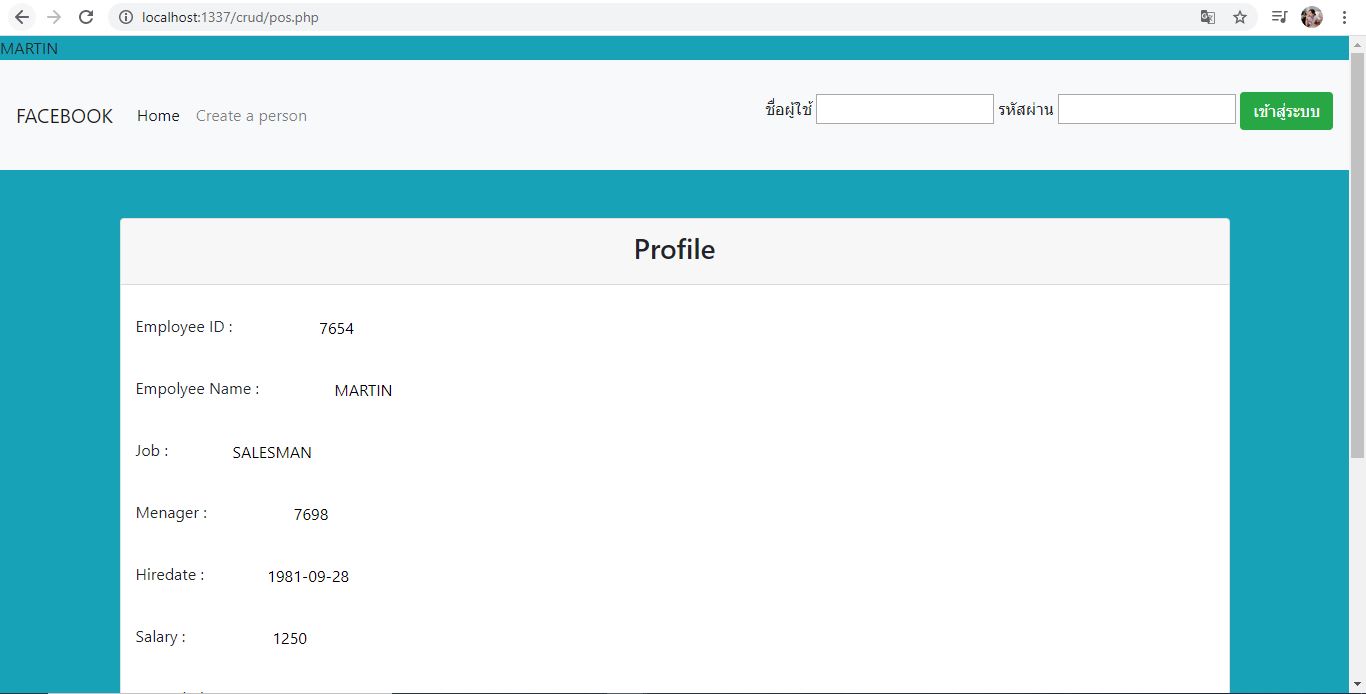 localhost:1337/crud/pos.php
MARTIN
FACEBOOK Home Create a person ชื่อผู้ใช้ รหัสผ่าน เข้าสู่ระบบ
Profile
Employee ID : 7654
Empolyee Name : MARTIN
Job : SALESMAN
Menager : 7698
Hiredate : 1981-09-28
Salary : 1250